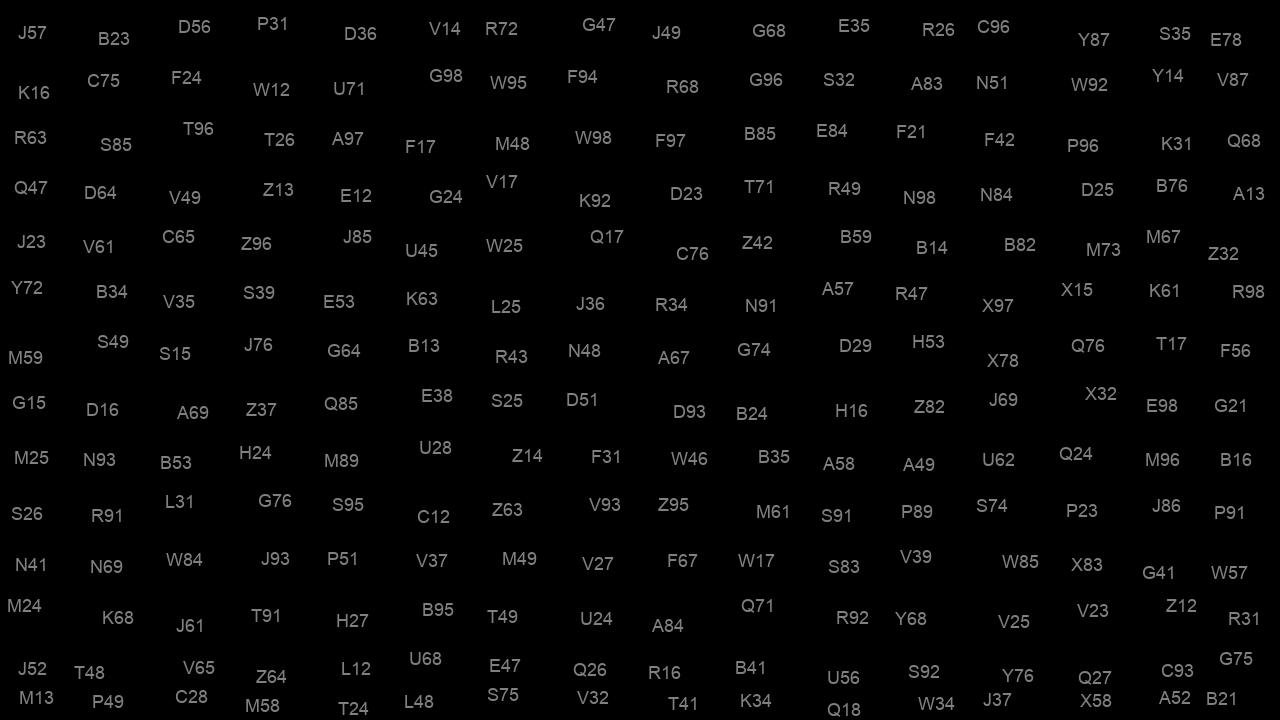 J57 B23 D56 P31 D36 V14 R72 G47 J49 G68 E35 R26 C96 Y87 S35 E78
K16 C75 F24 W12 U71 G98 W95 F94 R68 G96 S32 A83 N51 W92 Y14 V87
R63 S85 T96 T26 A97 F17 M48 W98 F97 B85 E84 F21 F42 P96 K31 Q68
Q47 D64 V49 Z13 E12 G24 V17 K92 D23 T71 R49 N98 N84 D25 B76 A13
J23 V61 C65 Z96 J85 U45 W25 Q17 C76 Z42 B59 B14 B82 M73 M67 Z32
Y72 B34 V35 S39 E53 K63 L25 J36 R34 N91 A57 R47 X97 X15 K61 R98
M59 S49 S15 J76 G64 B13 R43 N48 A67 G74 D29 H53 X78 Q76 T17 F56
G15 D16 A69 Z37 Q85 E38 S25 D51 D93 B24 H16 Z82 J69 X32 E98 G21
M25 N93 B53 H24 M89 U28 Z14 F31 W46 B35 A58 A49 U62 Q24 M96 B16
S26 R91 L31 G76 S95 C12 Z63 V93 Z95 M61 S91 P89 S74 P23 J86 P91
N41 N69 W84 J93 P51 V37 M49 V27 F67 W17 S83 V39 W85 X83 G41 W57
M24 K68 J61 T91 H27 B95 T49 U24 A84 Q71 R92 Y68 V25 V23 Z12 R31
J52 T48 V65 Z64 L12 U68 E47 Q26 R16 B41 U56 S92 Y76 Q27 C93 G75
M13 P49 C28 M58 T24 L48 S75 V32 T41 K34 Q18 W34 J37 X58 A52 B21